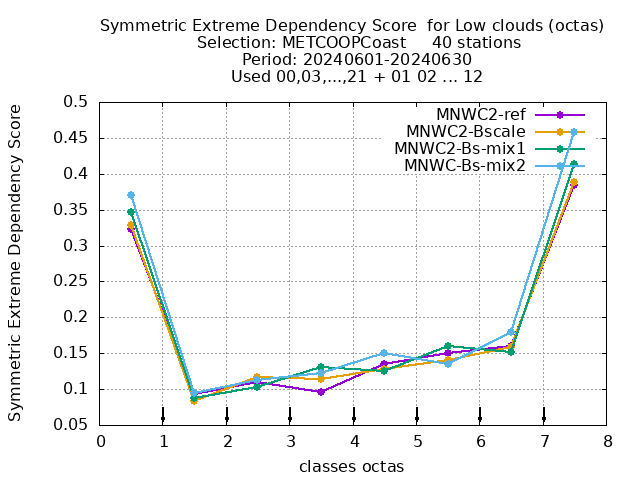 Symmetric Extreme Dependency Score  for Low clouds (octas)
Selection: METCOOPCoast     40 stations
Period: 20240601-20240630
Used 00,03,...,21 + 01 02 ... 12
Symmetric Extreme Dependency Score
0.5
0.45
0.4
0.35
0.3
0.25
0.2
0.15
0.1
0.05
MNWC2-ref
MNWC2-Bscale
MNWC2-Bs-mix1
MNWC-Bs-mix2
0 1 2 3 4 5 6 7 8
classes octas